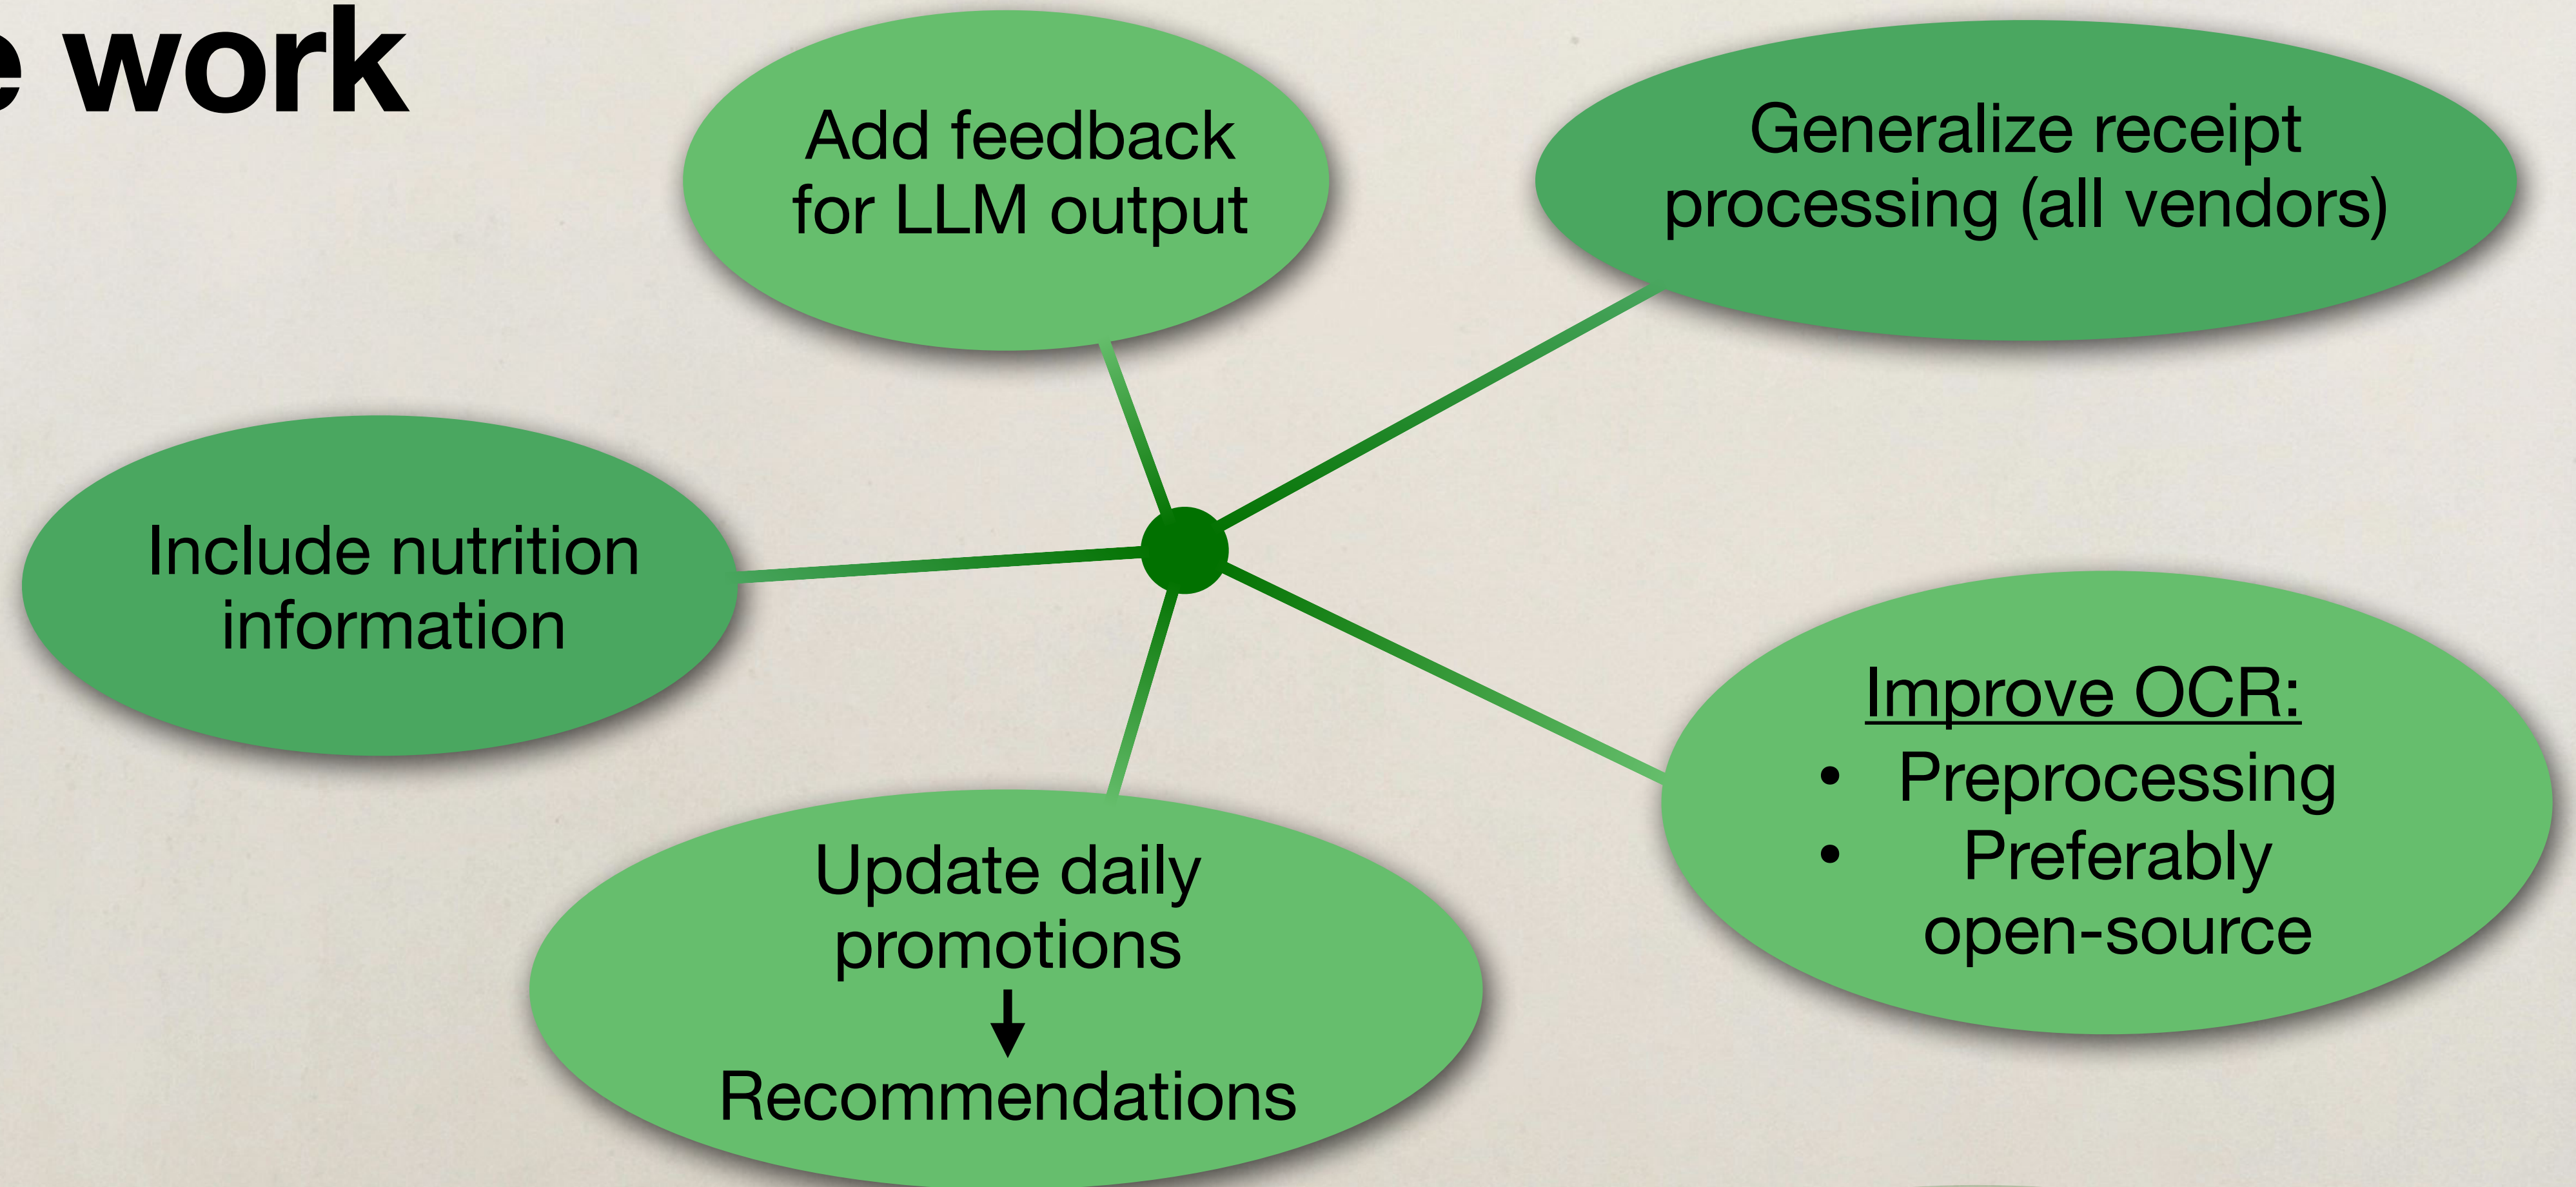 e work
Add feedback
for LLM output
Generalize receipt
processing (all vendors)
Include nutrition
information
Improve OCR:
• Preprocessing
• Preferably
open-source
Update daily
promotions
Recommendations